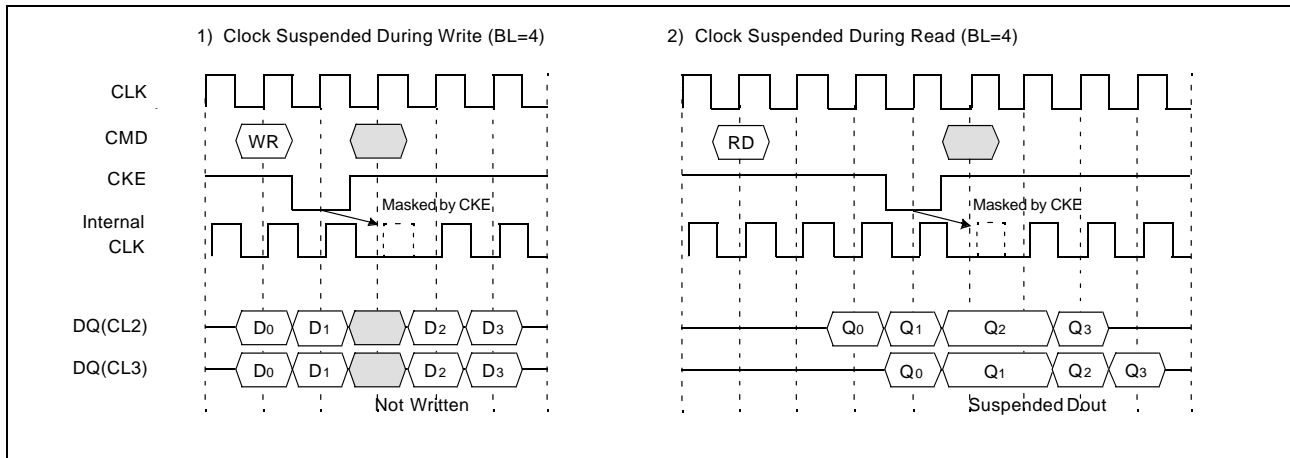 1) Clock Suspended During Write (BL=4)
2) Clock Suspended During Read (BL=4)
CLK
CMD
WR
RD
CKE
Masked by CKE
Masked by CKE
Internal
CLK
DQ(CL2)
D0 D1 D2 D3
Q0 Q1 Q2 Q3
DQ(CL3)
D0 D1 D2 D3
Q0 Q1 Q2 Q3
Not Written
Suspended Dout